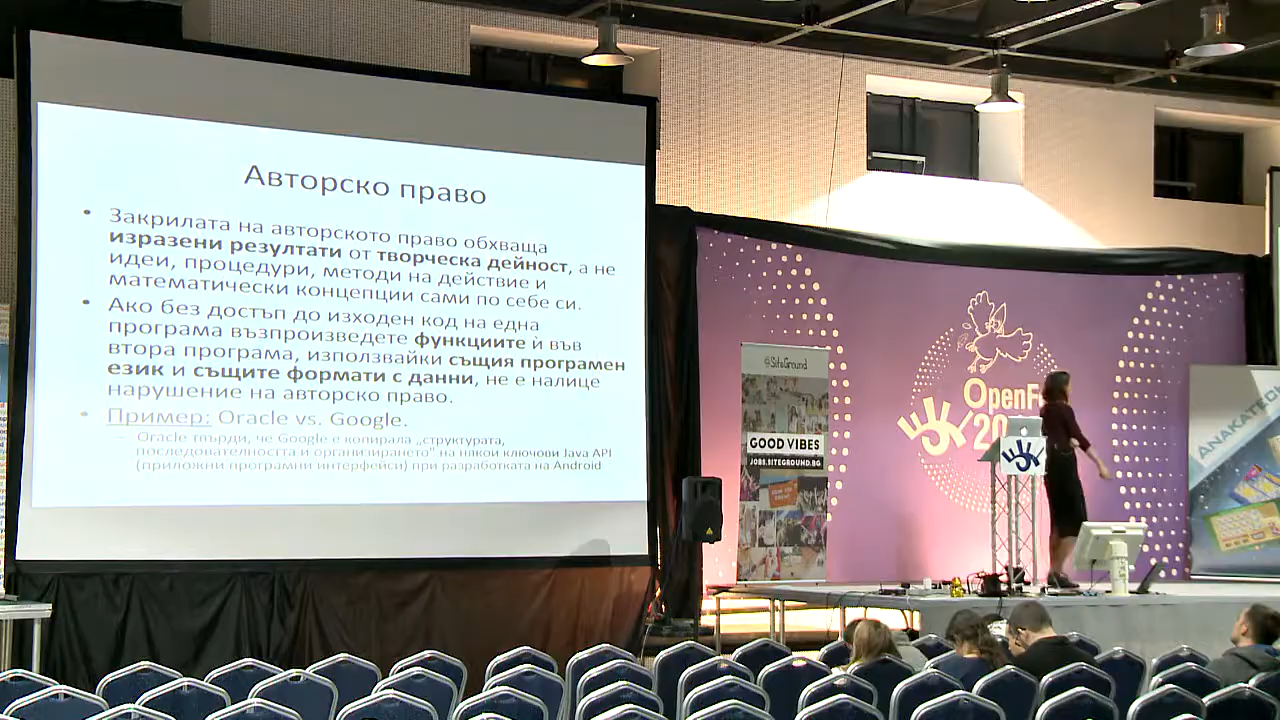 Авторско право
• Закрилата на авторското право обхваща
изразени резултати от творческа дейност, а не
идеи, процедури, методи на действие и
математически концепции сами по себе си.
• Ако без достъп до изходен код на една
програма възпроизведете функциите ѝ във
втора програма, използвайки същия програмен
език и същите формати с данни, не е налице
нарушение на авторско право.
• Пример: Oracle vs. Google.
– Oracle твърди, че Google е копирала „структурата,
последователността и организирането" на някои ключови Java API
(приложни програмни интерфейси) при разработката на Android
SiteGround
GOOD VIBES
JOBS.SITEGROUND.BG
OpenF
20
ANAKATE